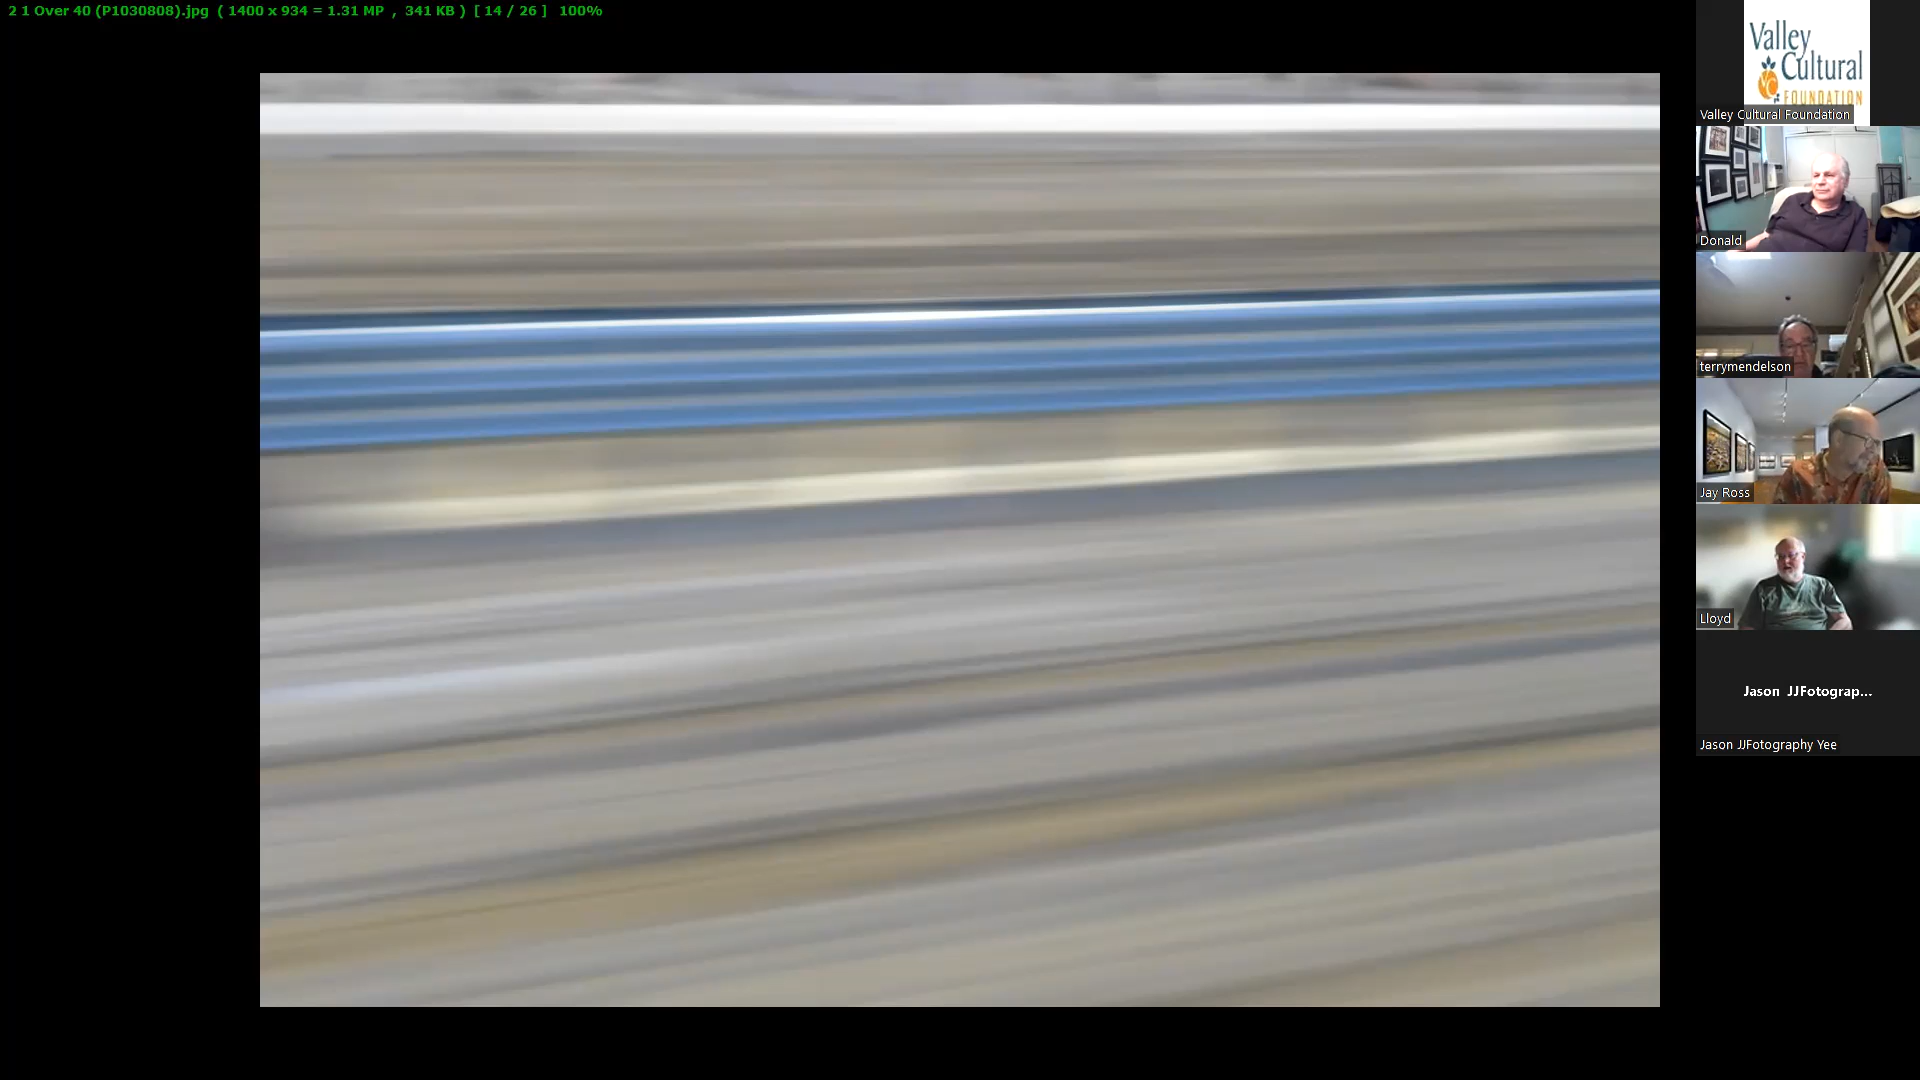 2 1 Over 40 (P1030808).jpg ( 1400 x 934 = 1.31 MP , 341 KB ) [ 14 / 26 ] 100%
Valley
Cultural
FOUNDATION
Valley Cultural Foundation
Donald
terrymendelson
Jay Ross
Lloyd
Jason JJFotograp...
Jason JJFotography Yee